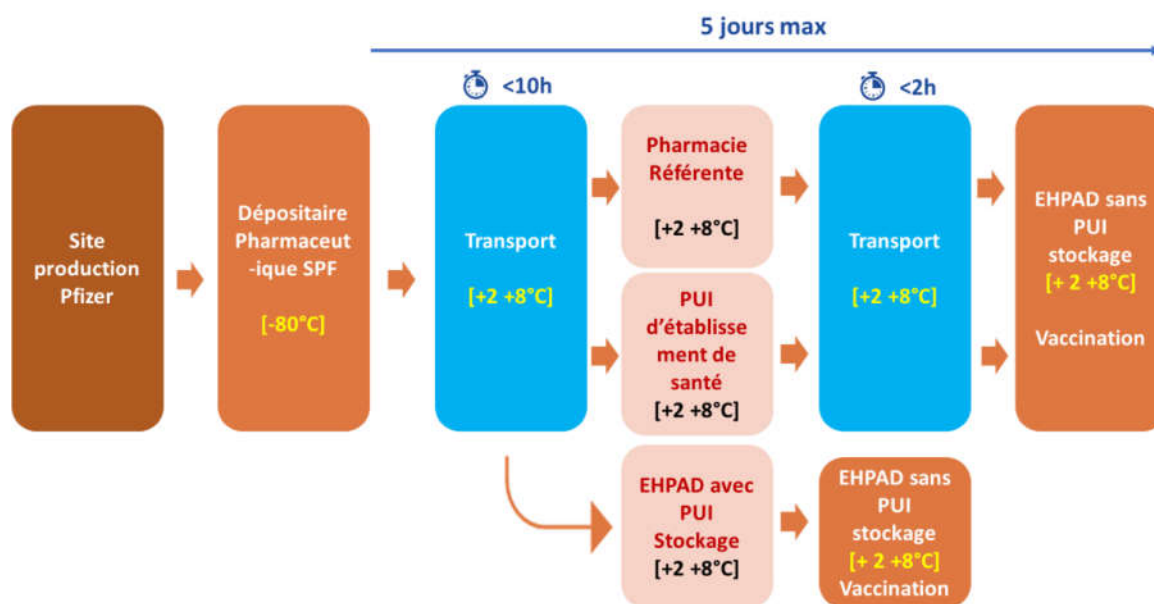 5 jours max
<10h
<2h
Site
production
Pfizer
Dépositaire
Pharmaceut
-ique SPF
[-80°C]
Transport
[+2 +8°C]
Pharmacie
Référente
[+2 +8°C]
PUI
d'établisse
ment de
santé
[+2 +8°C]
EHPAD avec
PUI
Stockage
[+2 +8°C]
Transport
[+2 +8°C]
EHPAD sans
PUI
stockage
[+ 2 +8°C]
Vaccination
EHPAD sans
PUI
stockage
[+ 2 +8°C]
Vaccination